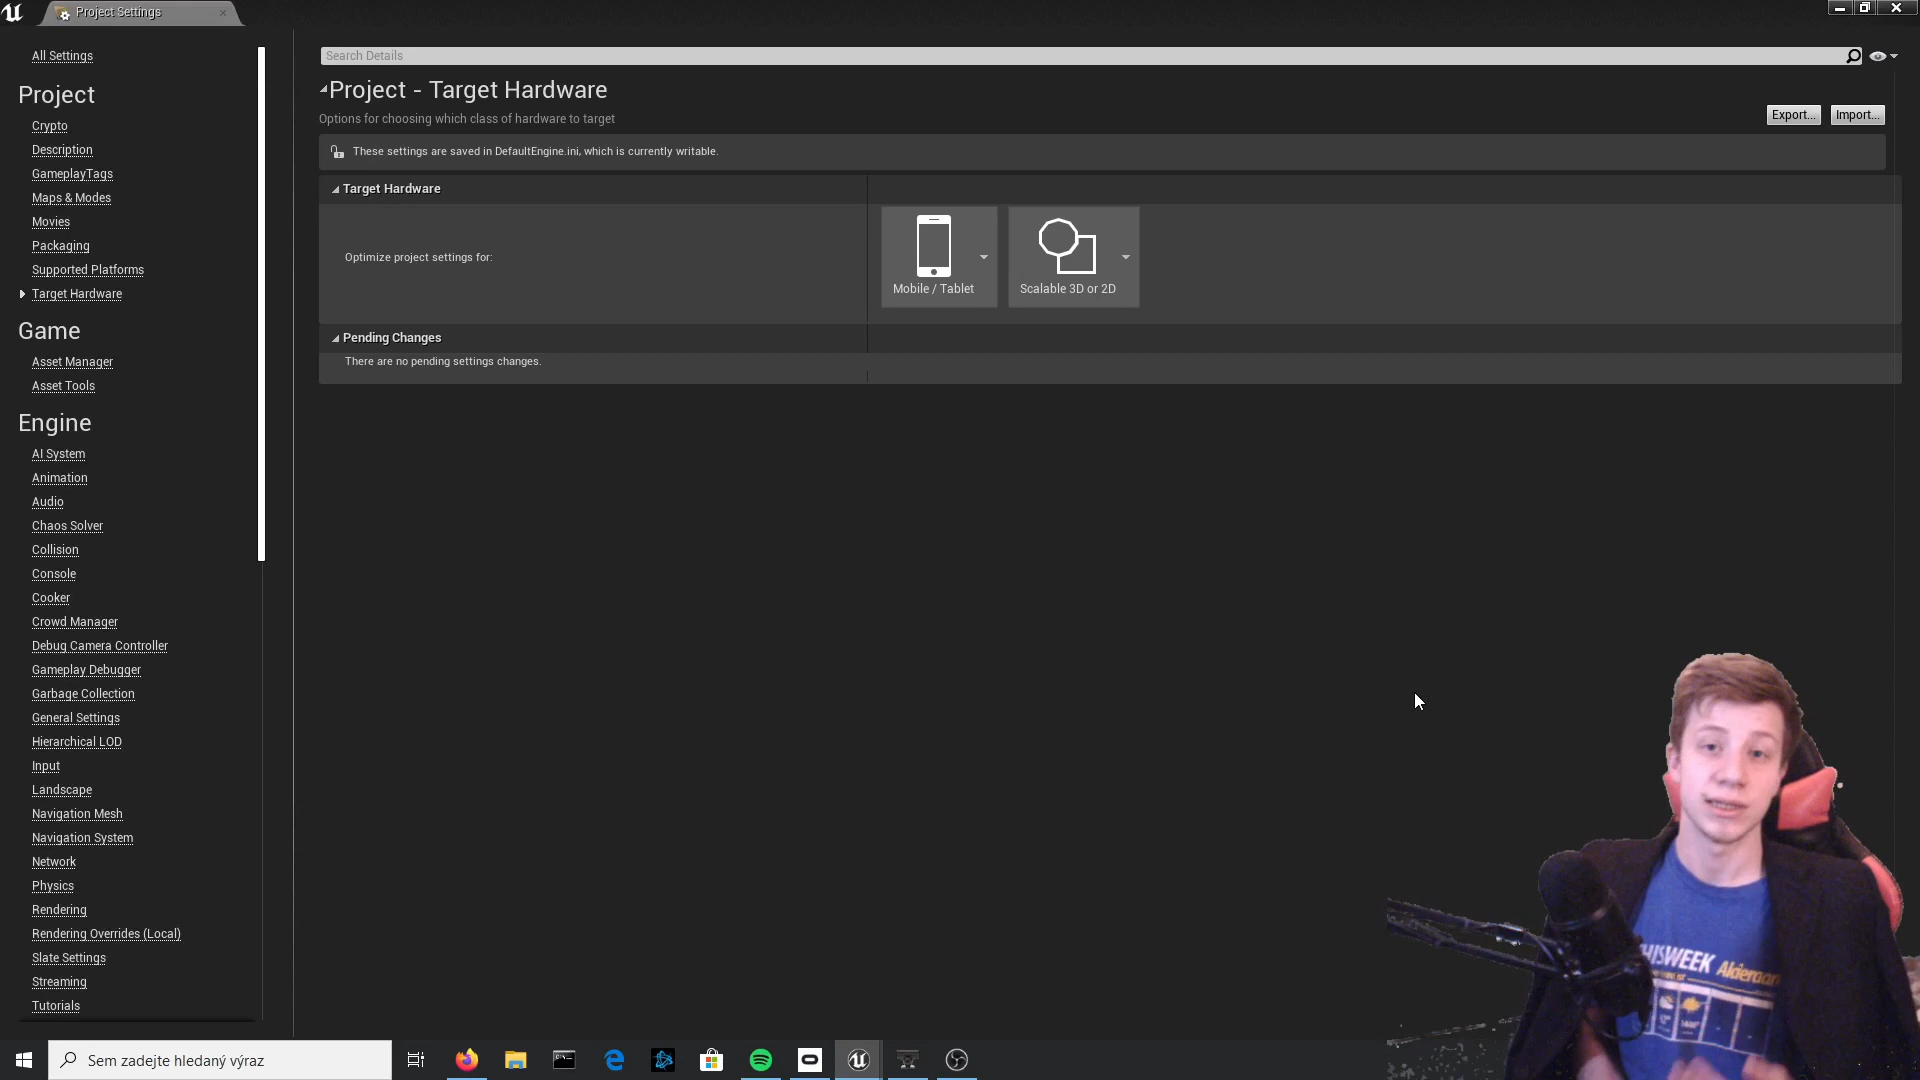 Project Settings
All Settings
Project
Crypto
Description
GameplayTags
Maps & Modes
Movies
Packaging
Supported Platforms
Target Hardware
Game
Asset Manager
Asset Tools
Engine
AI System
Animation
Audio
Chaos Solver
Collision
Console
Cooker
Crowd Manager
Debug Camera Controller
Gameplay Debugger
Garbage Collection
General Settings
Hierarchical LOD
Input
Landscape
Navigation Mesh
Navigation System
Network
Physics
Rendering
Rendering Overrides (Local)
Slate Settings
Streaming
Tutorials
Search Details
Project - Target Hardware
Options for choosing which class of hardware to target
Export...
Import...
These settings are saved in DefaultEngine.ini, which is currently writable.
Target Hardware
Optimize project settings for:
Mobile / Tablet
Scalable 3D or 2D
Pending Changes
There are no pending settings changes.
HISWEEK Alderaan
Sem zadejte hledaný výraz